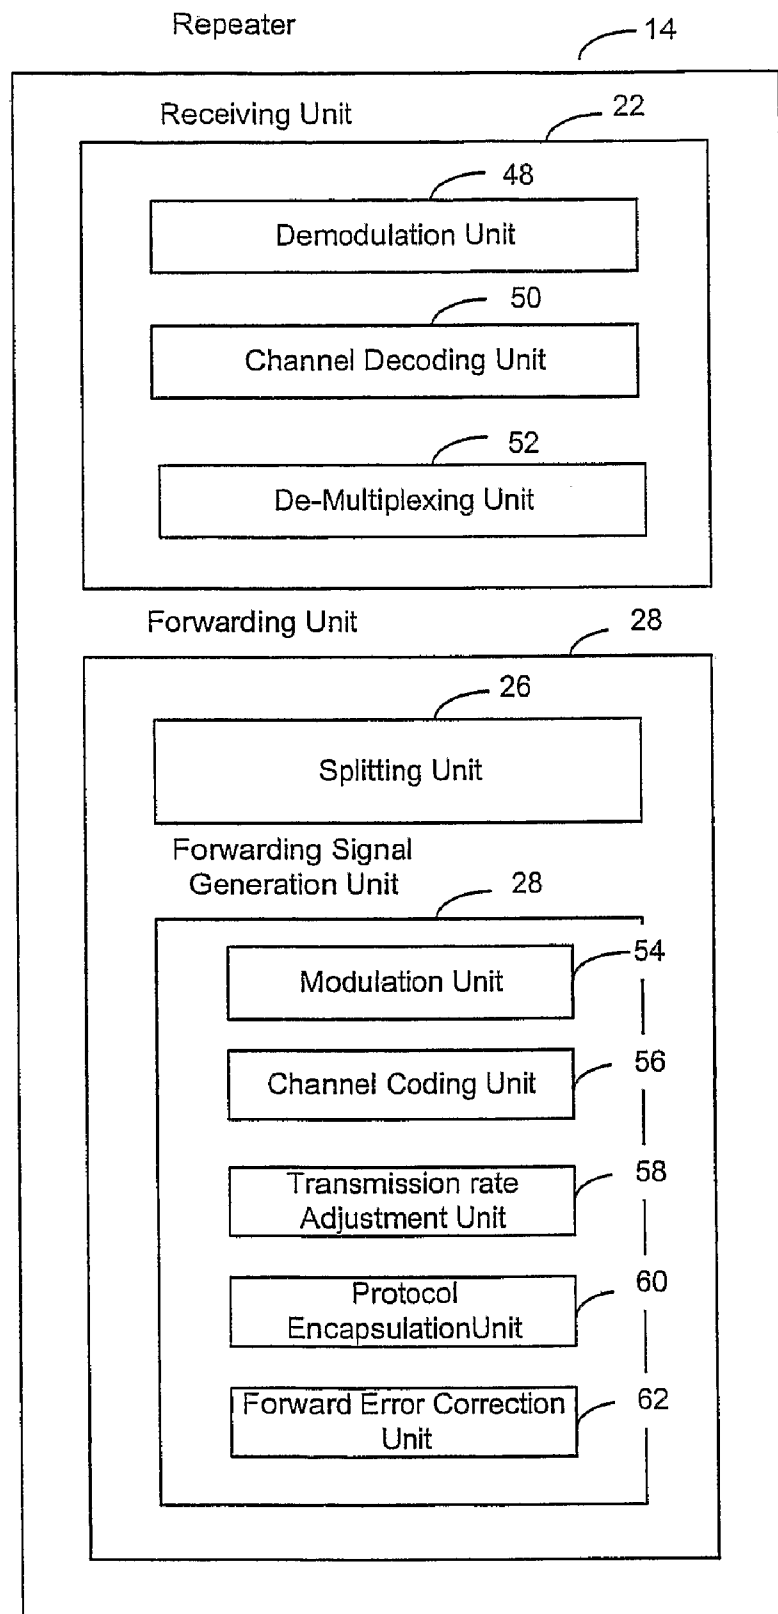 Repeater
14
Receiving Unit
22
48
Demodulation Unit
50
Channel Decoding Unit
52
De-Multiplexing Unit
Forwarding Unit
28
26
Splitting Unit
Forwarding Signal
Generation Unit
28
54
Modulation Unit
56
Channel Coding Unit
58
Transmission rate
Adjustment Unit
60
Protocol
EncapsulationUnit
62
Forward Error Correction
Unit